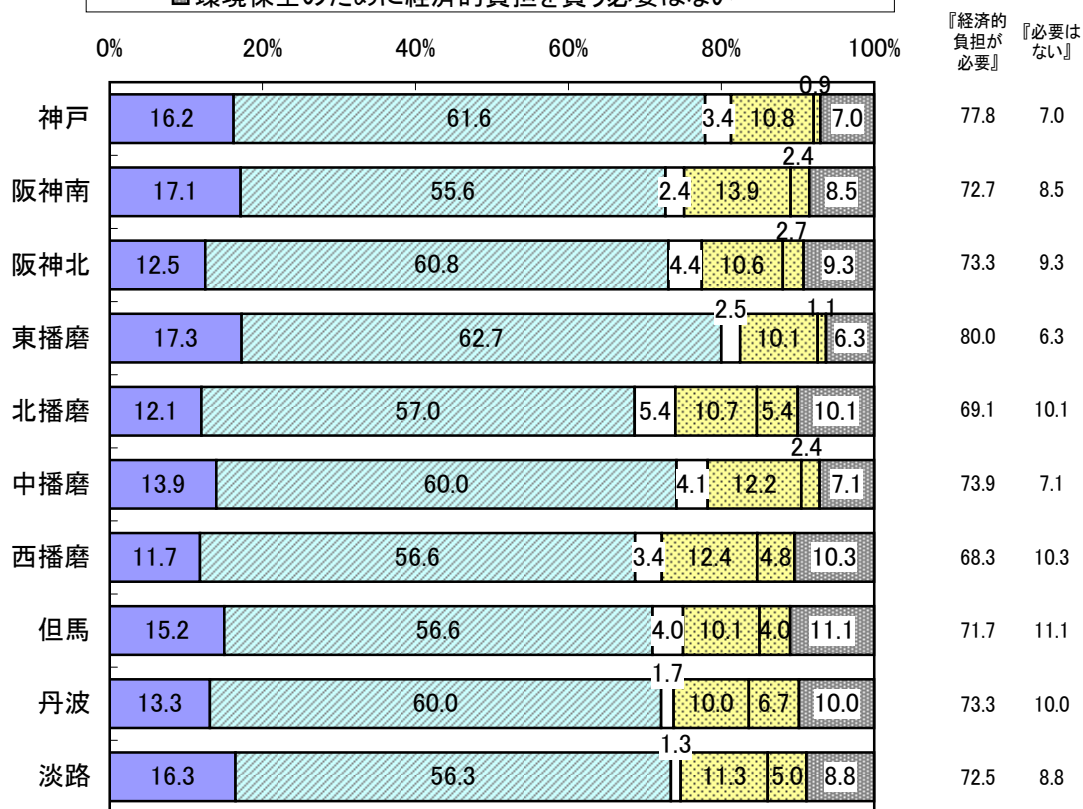 環境保全のために経済的負担を負う必要はない
0% 20% 40% 60% 80% 100%
『経済的負担が必要』 『必要はない』
神戸 16.2 61.6 3.4 10.8 0.9 7.0 77.8 7.0
阪神南 17.1 55.6 2.4 13.9 2.4 8.5 72.7 8.5
阪神北 12.5 60.8 4.4 10.6 2.7 9.3 73.3 9.3
東播磨 17.3 62.7 2.5 10.1 1.1 6.3 80.0 6.3
北播磨 12.1 57.0 5.4 10.7 5.4 10.1 69.1 10.1
中播磨 13.9 60.0 4.1 12.2 2.4 7.1 73.9 7.1
西播磨 11.7 56.6 3.4 12.4 4.8 10.3 68.3 10.3
但馬 15.2 56.6 4.0 10.1 4.0 11.1 71.7 11.1
丹波 13.3 60.0 1.7 10.0 6.7 10.0 73.3 10.0
淡路 16.3 56.3 1.3 11.3 5.0 8.8 72.5 8.8